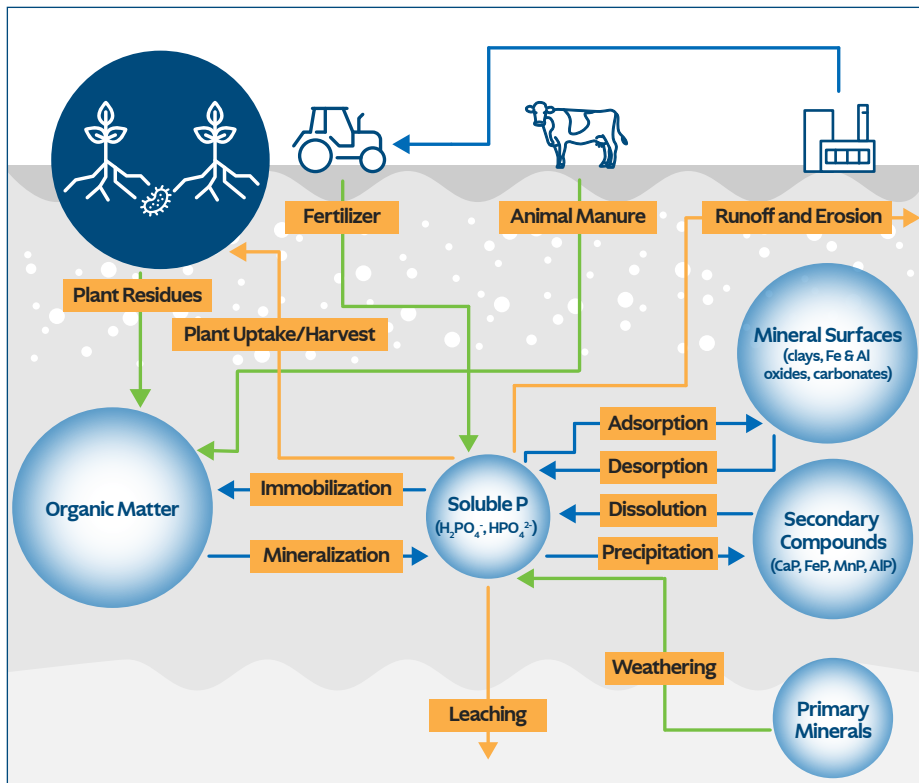 Fertilizer
Animal Manure
Runoff and Erosion
Plant Residues
Plant Uptake/Harvest
Mineral Surfaces
(clays, Fe & Al
oxides, carbonates)
Adsorption
Desorption
Organic Matter
Immobilization
Mineralization
Soluble P
(H₂PO₄⁻, HPO₄²⁻)
Dissolution
Precipitation
Secondary
Compounds
(CaP, FeP, MnP, AlP)
Weathering
Leaching
Primary
Minerals